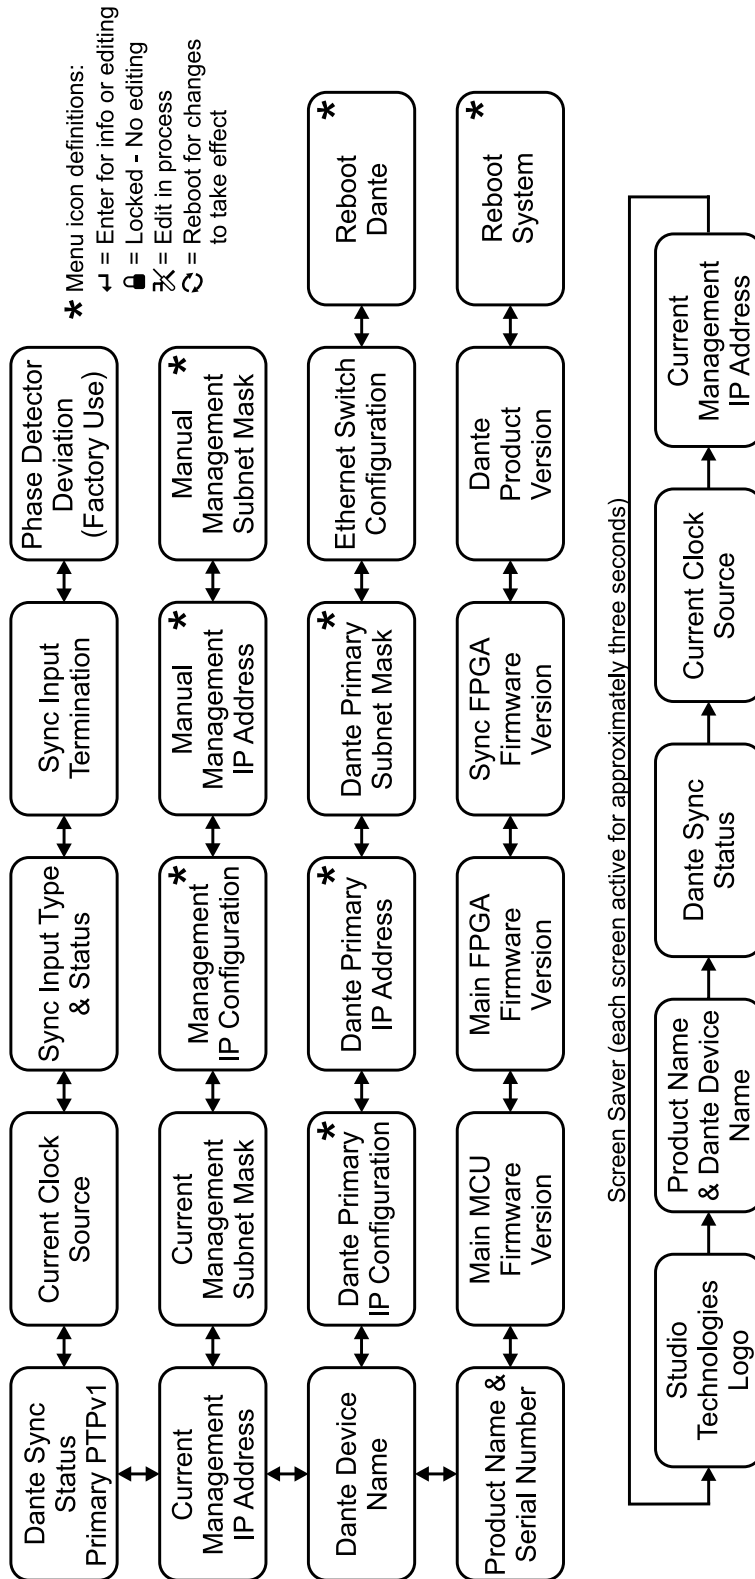 Dante Sync
Status
Primary PTPv1
Current Clock
Source
Sync Input Type
& Status
Sync Input
Termination
Phase Detector
Deviation
(Factory Use)
* Menu icon definitions:
= Enter for info or editing
= Locked - No editing
= Edit in process
= Reboot for changes
to take effect
Current
Management
IP Address
Current
Management
Subnet Mask
*
Management
IP Configuration
*
Manual
Management
IP Address
*
Manual
Management
Subnet Mask
Dante Device
Name
*
Dante Primary
IP Configuration
*
Dante Primary
IP Address
*
Dante Primary
Subnet Mask
Ethernet Switch
Configuration
*
Reboot
Dante
Product Name &
Serial Number
Main MCU
Firmware
Version
Main FPGA
Firmware
Version
Sync FPGA
Firmware
Version
Dante
Product
Version
*
Reboot
System
Screen Saver (each screen active for approximately three seconds)
Studio
Technologies
Logo
Product Name
& Dante Device
Name
Dante Sync
Status
Current Clock
Source
Current
Management
IP Address